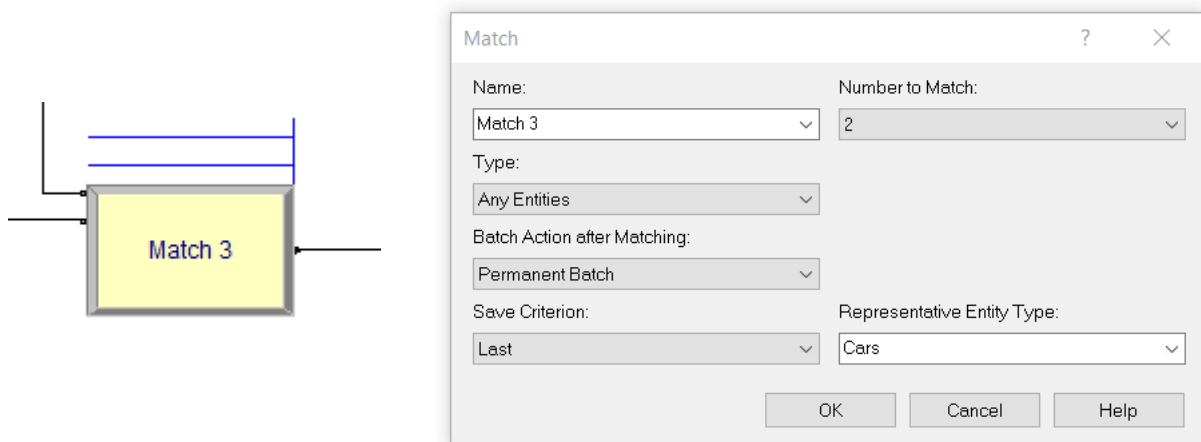 Match 3
Match
?
Name:
Number to Match:
Match 3
2
Type:
Any Entities
Batch Action after Matching:
Permanent Batch
Save Criterion:
Representative Entity Type:
Last
Cars
OK
Cancel
Help